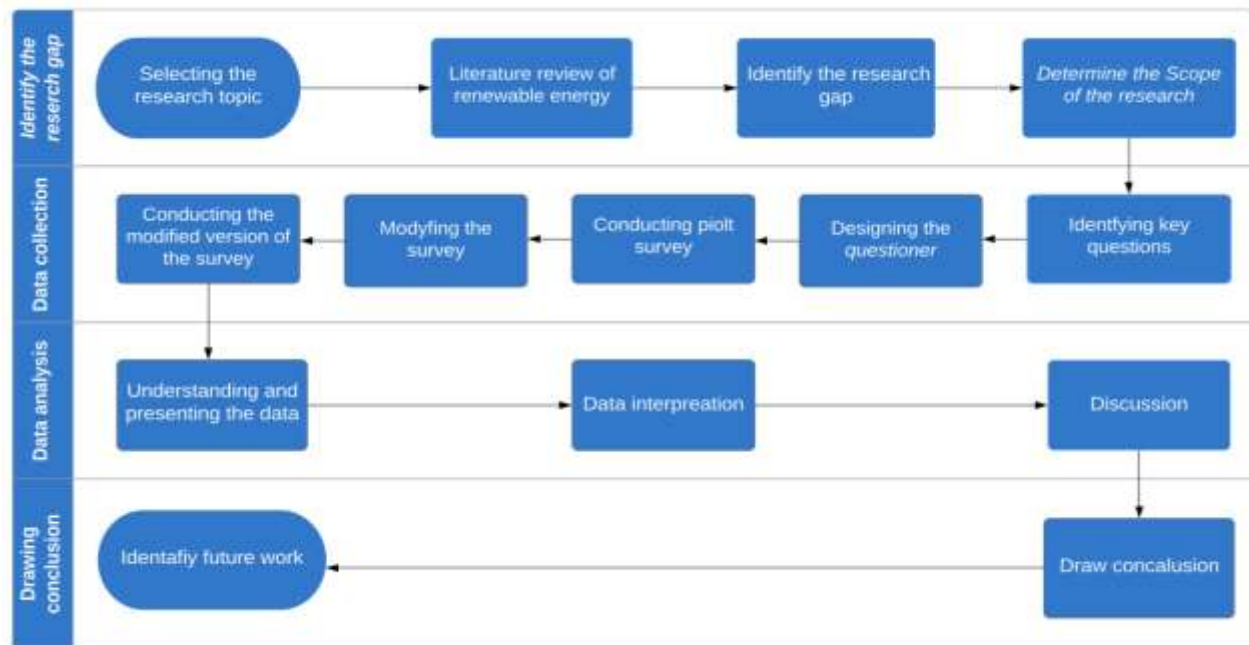 Identify the
reserch gap
Selecting the
research topic
Literature review of
renewable energy
Identify the research
gap
Determine the Scope
of the research
Data collection
Conducting the
modified version of
the survey
Modyfing the
survey
Conducting piolt
survey
Designing the
questioner
Identfying key
questions
Data analysis
Understanding and
presenting the data
Data interpreation
Discussion
Drawing
conclusion
Identafiy future work
Draw concalusion